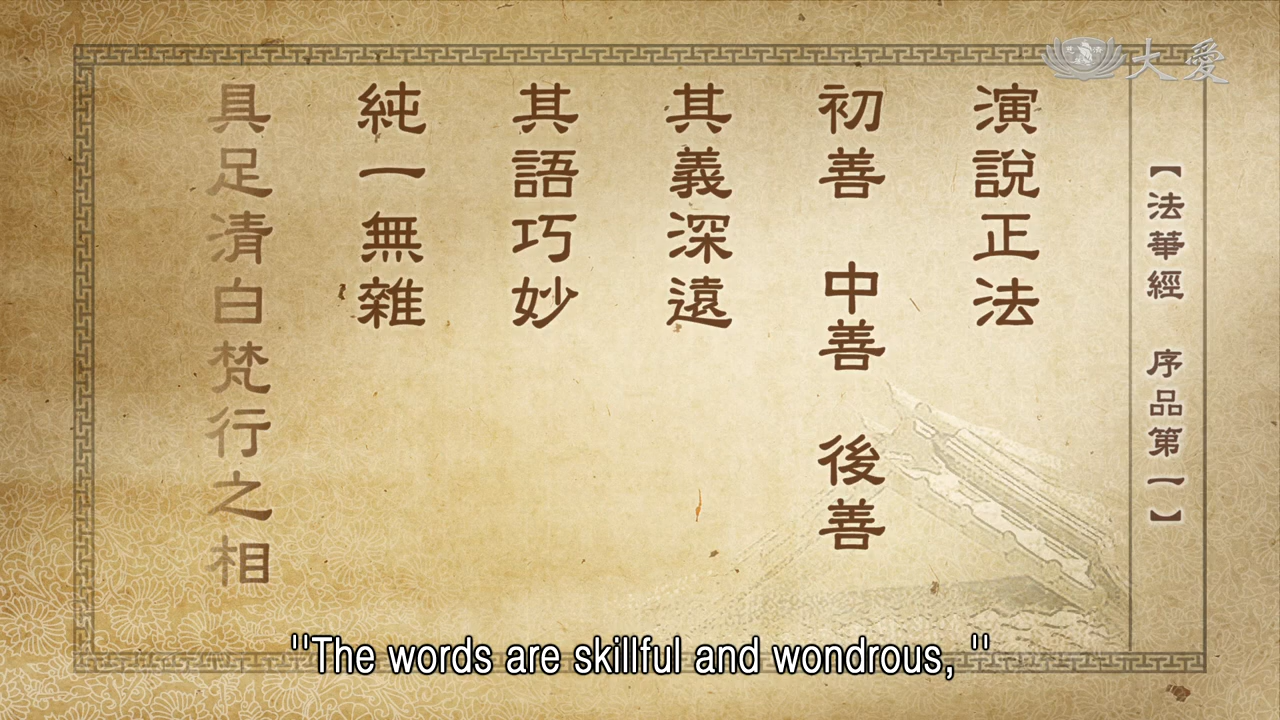 大愛
【法華經 序品第一】
演說正法
初善 中善 後善
其義深遠
其語巧妙
純一無雜
具足清白梵行之相
"The words are skillful and wondrous, "